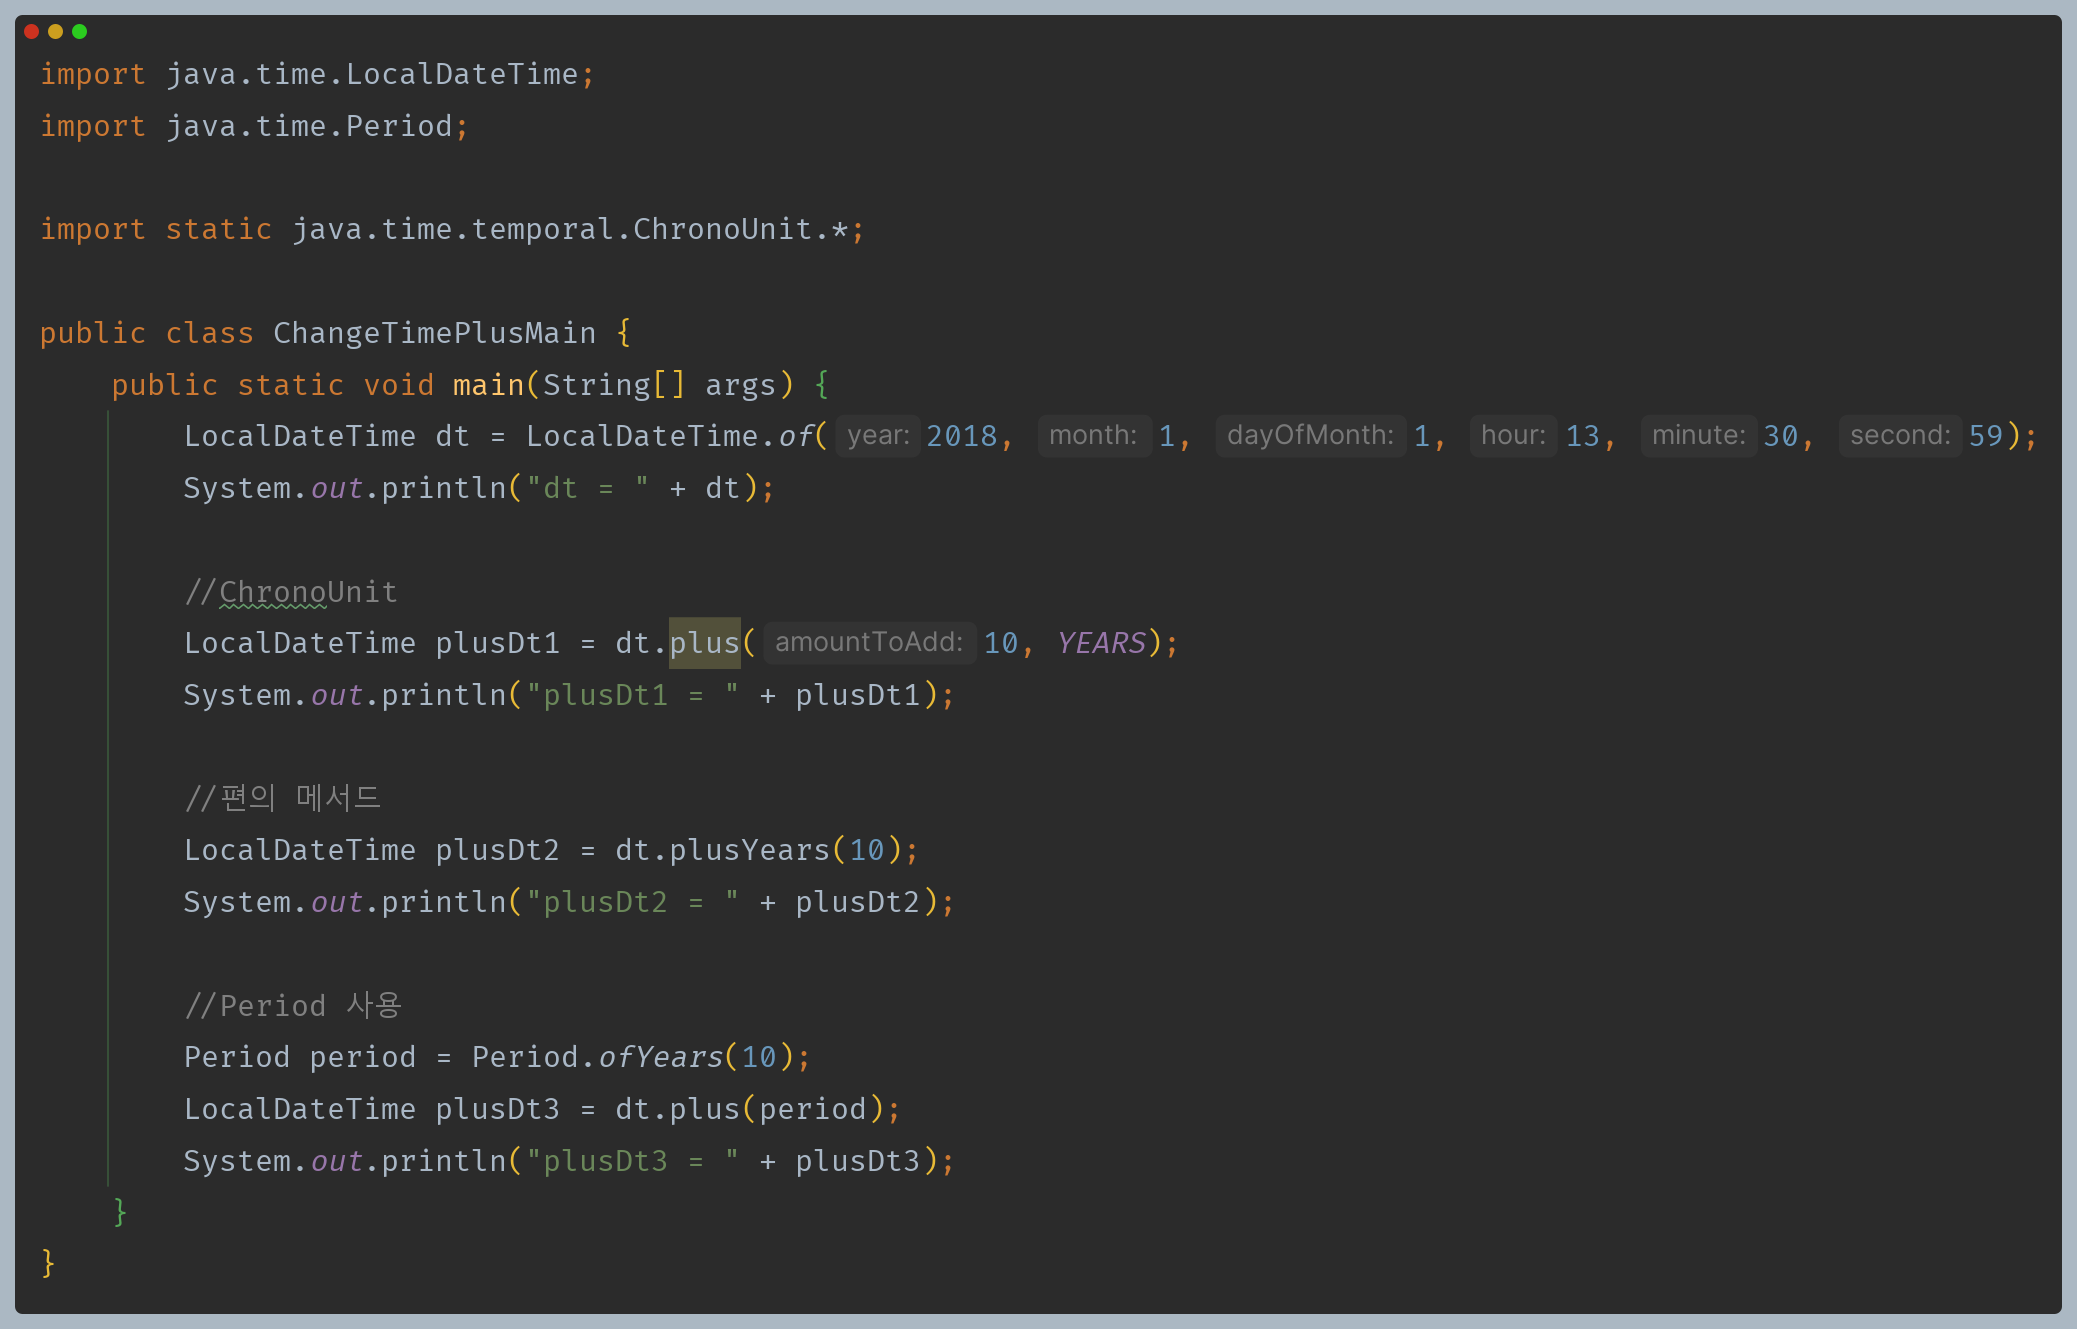 import java.time.LocalDateTime;
import java.time.Period;
import static java.time.temporal.ChronoUnit.*;
public class ChangeTimePlusMain {
public static void main(String[] args) {
LocalDateTime dt = LocalDateTime.of( year: 2018, month: 1, dayOfMonth: 1, hour: 13, minute: 30, second: 59);
System.out.println("dt = " + dt);
//ChronoUnit
LocalDateTime plusDt1 = dt.plus( amountToAdd: 10, YEARS);
System.out.println("plusDt1 = " + plusDt1);
//편의 메서드
LocalDateTime plusDt2 = dt.plusYears(10);
System.out.println("plusDt2 = " + plusDt2);
//Period 사용
Period period = Period.ofYears(10);
LocalDateTime plusDt3 = dt.plus(period);
System.out.println("plusDt3 = " + plusDt3);
}
}